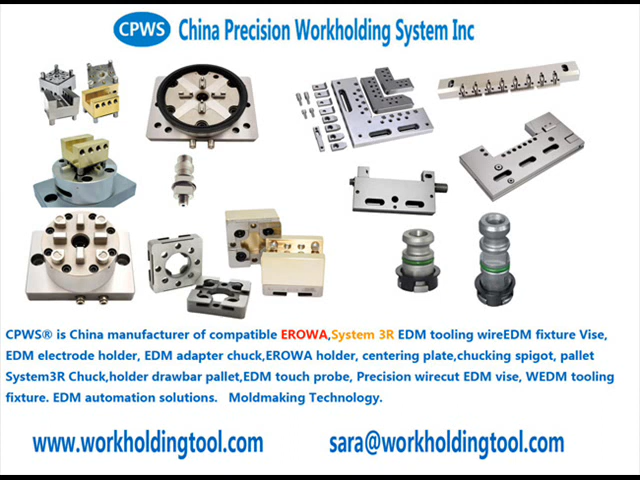 CPWS China Precision Workholding System Inc
CPWS® is China manufacturer of compatible EROWA,System 3R EDM tooling wireEDM fixture Vise,
EDM electrode holder, EDM adapter chuck,EROWA holder, centering plate,chucking spigot, pallet
System3R Chuck,holder drawbar pallet,EDM touch probe, Precision wirecut EDM vise, WEDM tooling
fixture. EDM automation solutions. Moldmaking Technology.
www.workholdingtool.com sara@workholdingtool.com